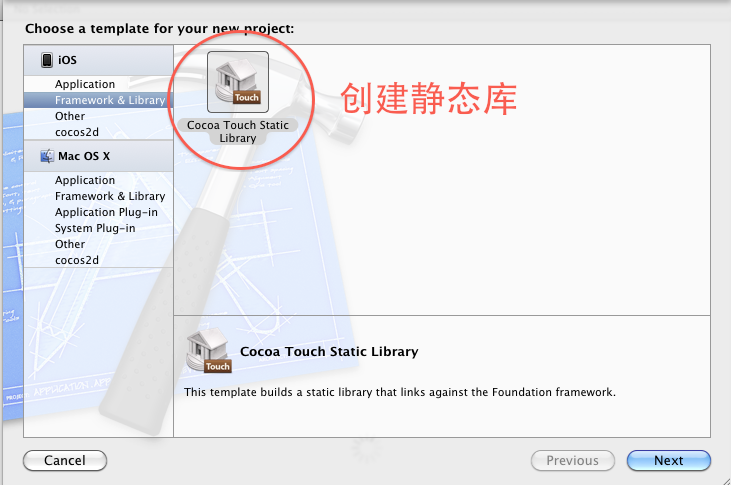 Choose a template for your new project:
iOS
Application
Framework & Library
Other
cocos2d
Mac OS X
Application
Framework & Library
Application Plug-in
System Plug-in
Other
cocos2d
Touch
Cocoa Touch Static
Library
创建静态库
Touch
Cocoa Touch Static Library
This template builds a static library that links against the Foundation framework.
Cancel
Previous
Next